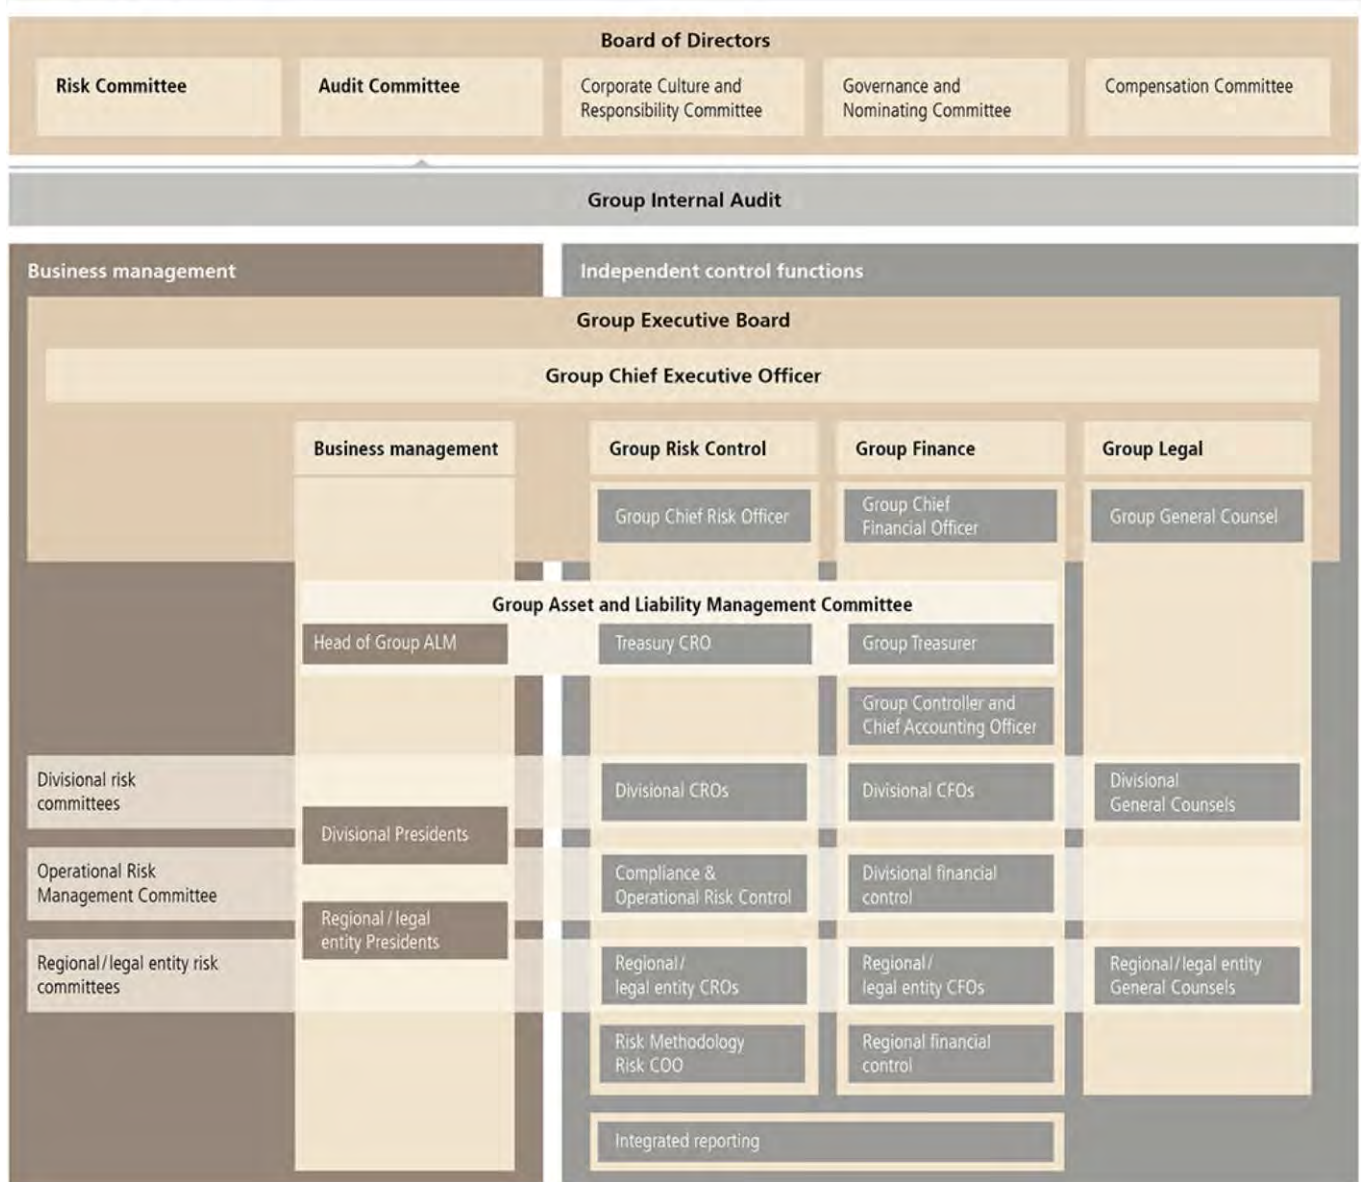 Board of Directors
Risk Committee
Audit Committee
Corporate Culture and
Responsibility Committee
Governance and
Nominating Committee
Compensation Committee
Group Internal Audit
Business management
Independent control functions
Group Executive Board
Group Chief Executive Officer
Business management
Group Risk Control
Group Finance
Group Legal
Group Chief Risk Officer
Group Chief
Financial Officer
Group General Counsel
Group Asset and Liability Management Committee
Head of Group ALM
Treasury CRO
Group Treasurer
Group Controller and
Chief Accounting Officer
Divisional risk
committees
Divisional Presidents
Divisional CROs
Divisional CFOs
Divisional
General Counsels
Operational Risk
Management Committee
Compliance &
Operational Risk Control
Divisional financial
control
Regional / legal
entity Presidents
Regional/legal entity risk
committees
Regional/
legal entity CROs
Regional/
legal entity CFOs
Regional/legal entity
General Counsels
Risk Methodology
Risk COO
Regional financial
control
Integrated reporting